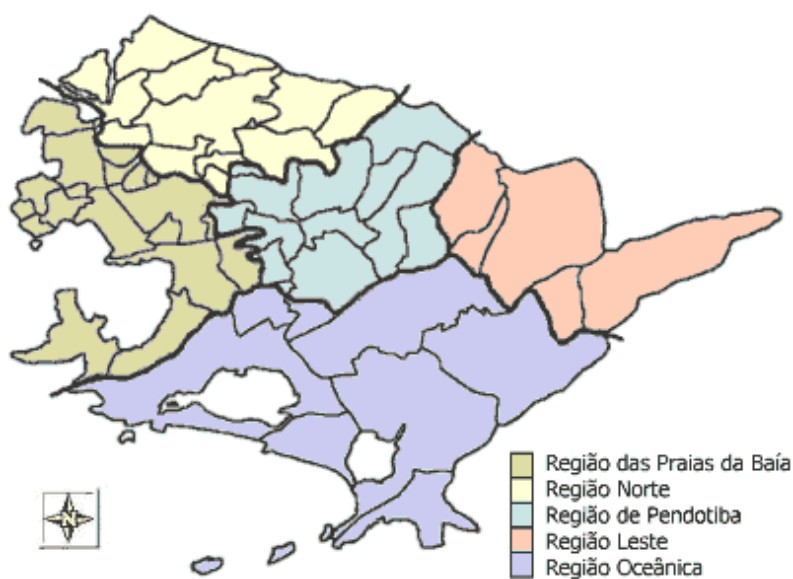 Região das Praias da Baía
Região Norte
Região de Pendotiba
Região Leste
Região Oceânica
N